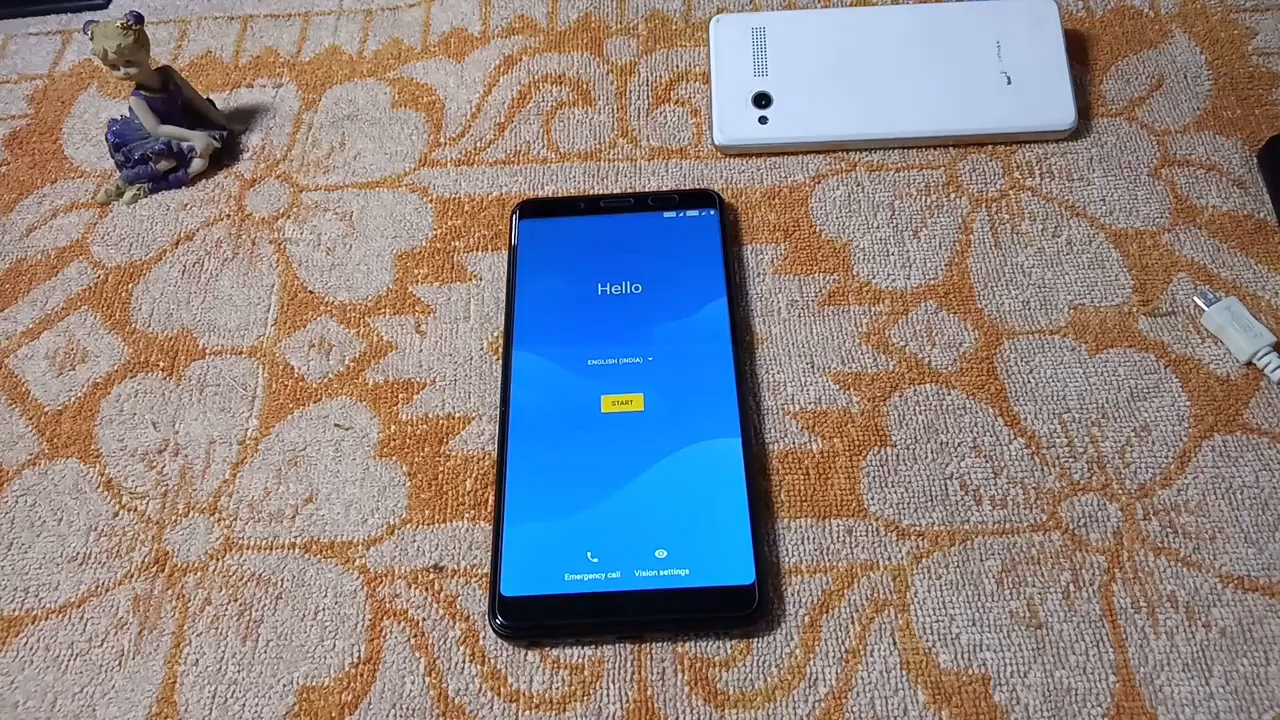 Hello
ENGLISH (INDIA)
START
Emergency call
Vision settings